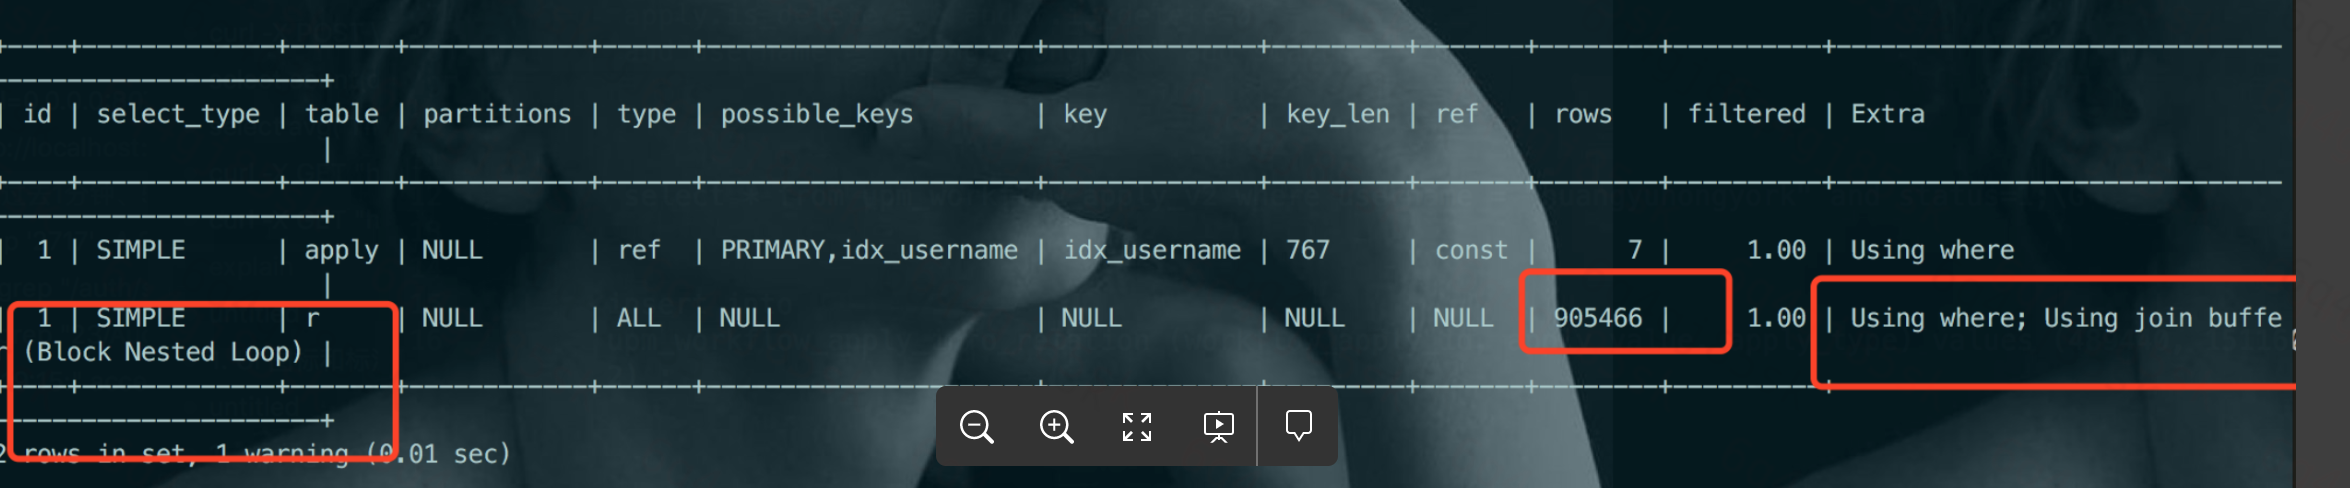 +----+-------------+-------+------------+------+----------------------+--------------+---------+-------+--------+----------+------------------------------
----------------------+
| id | select_type | table | partitions | type | possible_keys | key | key_len | ref | rows | filtered | Extra
|
+----+-------------+-------+------------+------+----------------------+--------------+---------+-------+--------+----------+------------------------------
----------------------+
| 1 | SIMPLE | apply | NULL | ref | PRIMARY,idx_username | idx_username | 767 | const | 7 | 1.00 | Using where
|
| 1 | SIMPLE | r | NULL | ALL | NULL | NULL | NULL | NULL | 905466 | 1.00 | Using where; Using join buffe
r (Block Nested Loop) |
+----+-------------+-------+------------+------+----------------------+--------------+---------+-------+--------+----------+------------------------------
----------------------+
2 rows in set, 1 warning (0.01 sec)